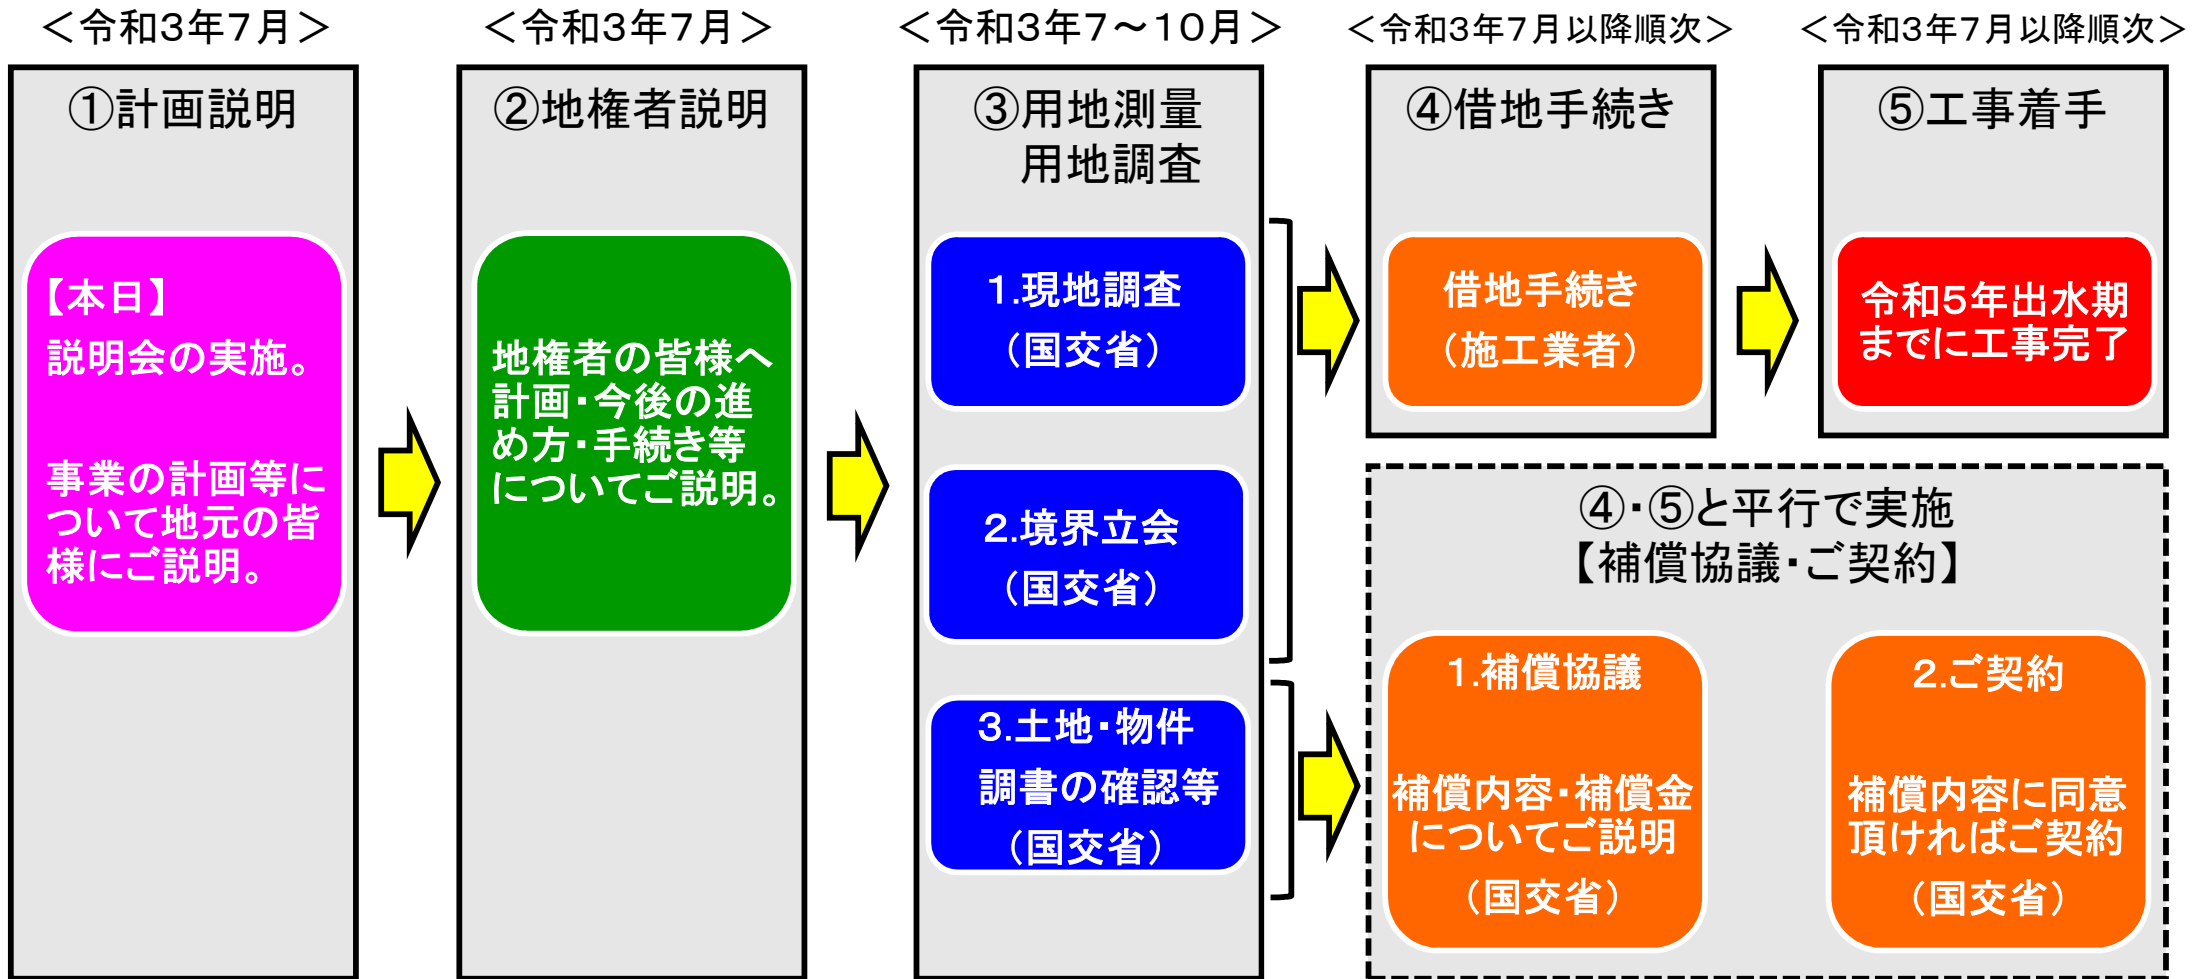 ＜令和３年７月＞
①計画説明
【本日】
説明会の実施。
事業の計画等に
ついて地元の皆
様にご説明。
＜令和３年７月＞
②地権者説明
地権者の皆様へ
計画・今後の進
め方・手続き等
についてご説明。
＜令和３年７～１０月＞
③用地測量
用地調査
１.現地調査
（国交省）
２.境界立会
（国交省）
３.土地・物件
調書の確認等
（国交省）
＜令和３年７月以降順次＞
④借地手続き
借地手続き
（施工業者）
＜令和３年７月以降順次＞
⑤工事着手
令和５年出水期
までに工事完了
④・⑤と平行で実施
【補償協議・ご契約】
１.補償協議
補償内容・補償金
についてご説明
（国交省）
２.ご契約
補償内容に同意
頂ければご契約
（国交省）